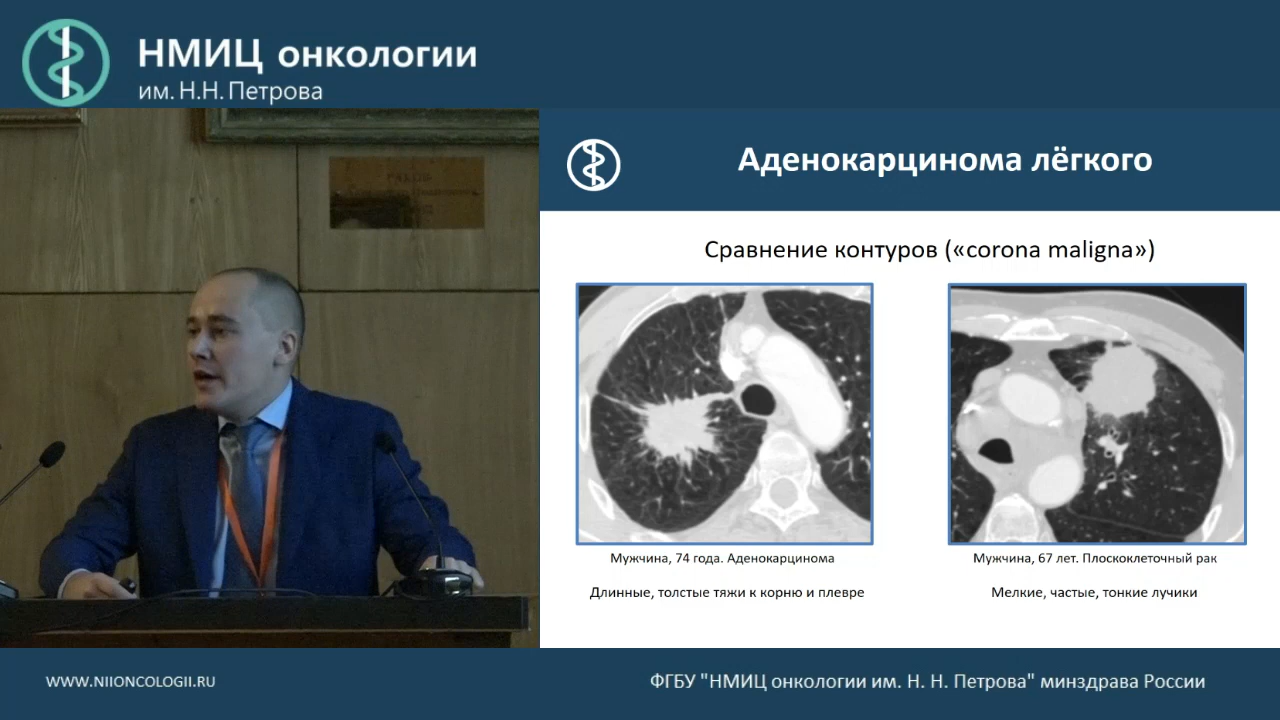 НМИЦ онкологии
им. Н.Н. Петрова
Аденокарцинома лёгкого
Сравнение контуров («corona maligna»)
Мужчина, 74 года. Аденокарцинома
Длинные, толстые тяжи к корню и плевре
Мужчина, 67 лет. Плоскоклеточный рак
Мелкие, частые, тонкие лучики
WWW.NIIONCOLOGII.RU
ФГБУ "НМИЦ онкологии им. Н. Н. Петрова" минздрава России